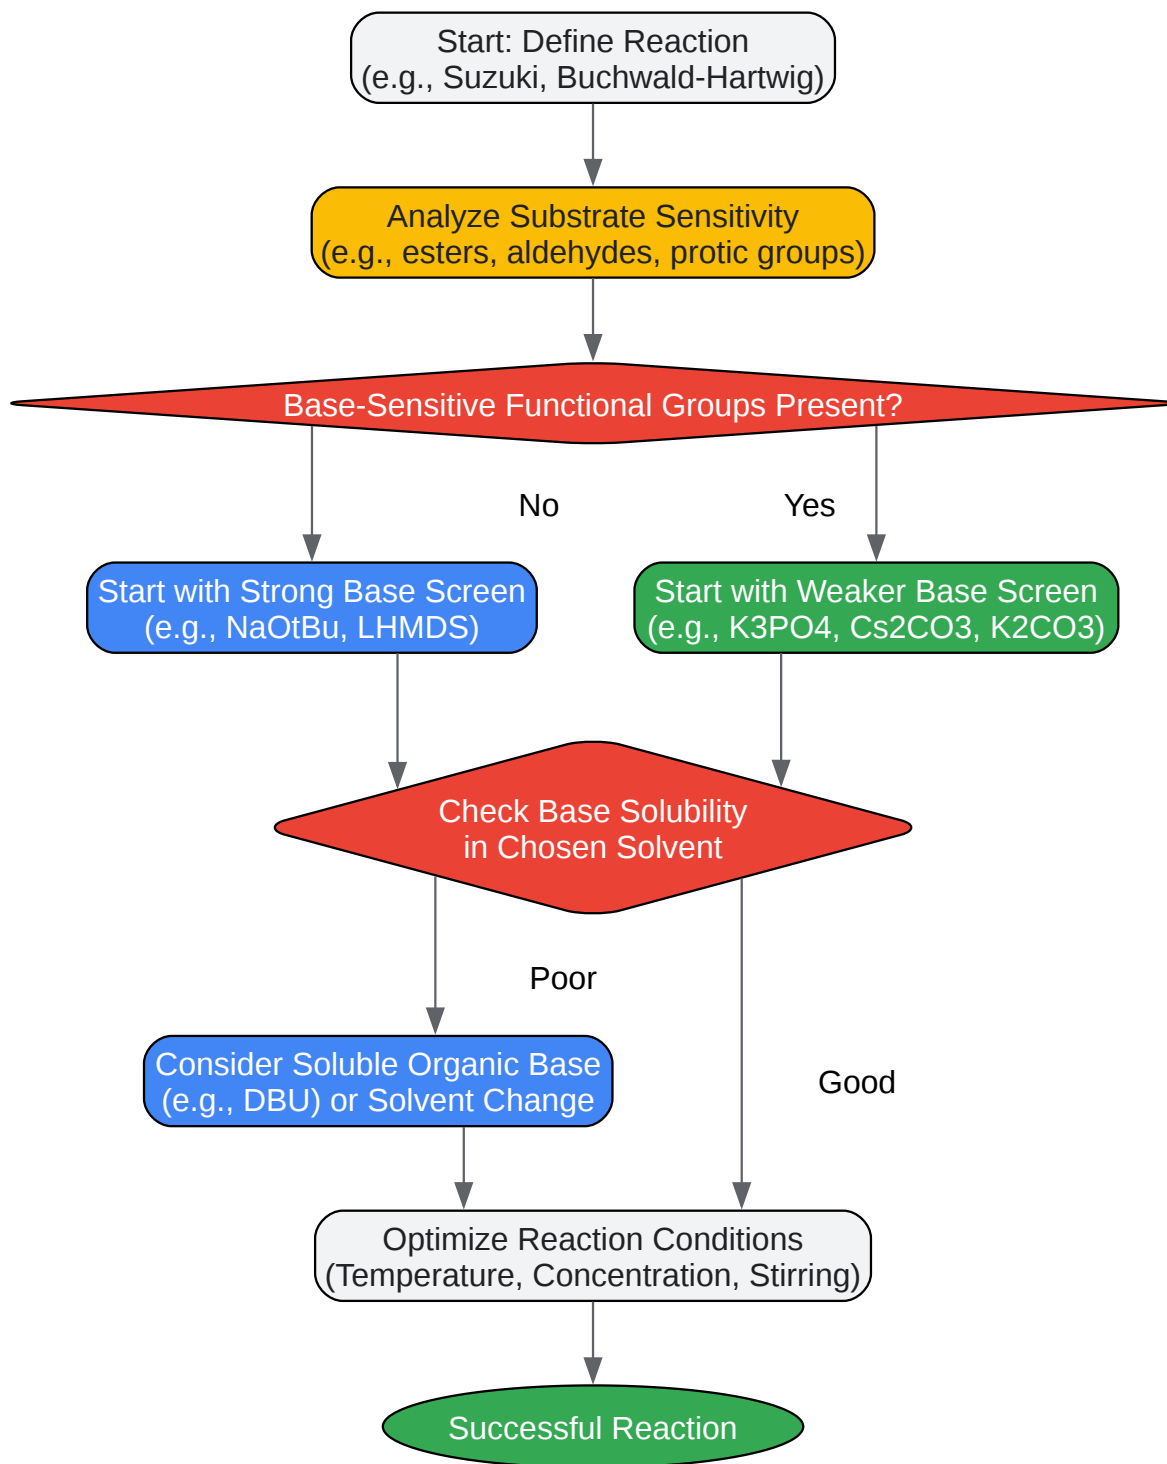 Start: Define Reaction
(e.g., Suzuki, Buchwald-Hartwig)
Analyze Substrate Sensitivity
(e.g., esters, aldehydes, protic groups)
Base-Sensitive Functional Groups Present?
No
Yes
Start with Strong Base Screen
(e.g., NaOtBu, LHMDS)
Start with Weaker Base Screen
(e.g., K3PO4, Cs2CO3, K2CO3)
Check Base Solubility
in Chosen Solvent
Poor
Consider Soluble Organic Base
(e.g., DBU) or Solvent Change
Good
Optimize Reaction Conditions
(Temperature, Concentration, Stirring)
Successful Reaction